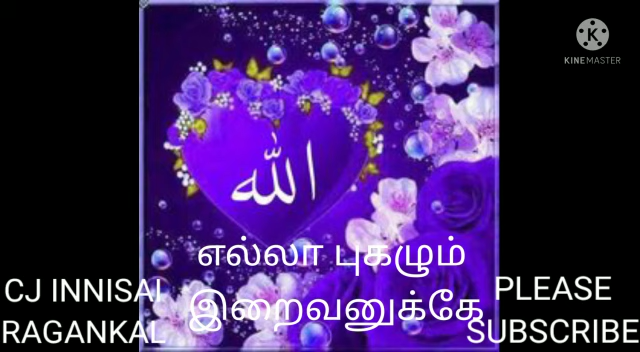 KINEMASTER
الله
எல்லா புகழும்
இறைவனுக்கே
CJ INNISAI
RAGANKAL
PLEASE
SUBSCRIBE